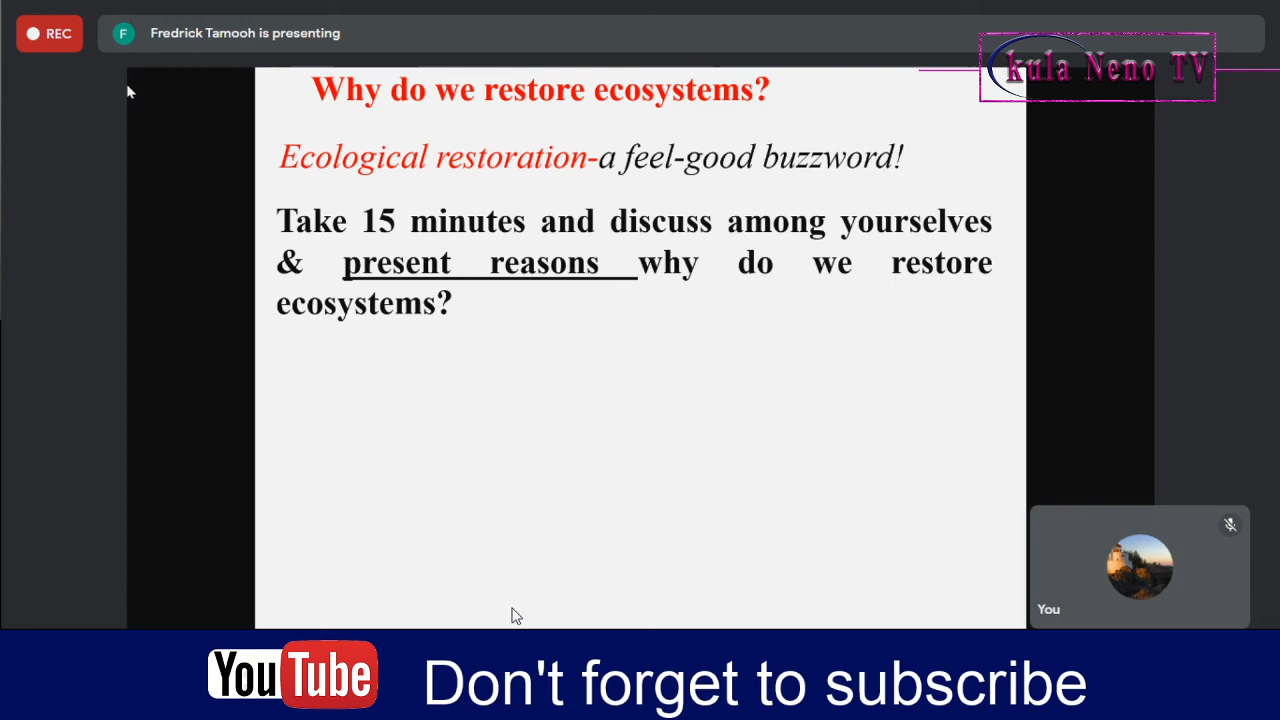 REC
F
Fredrick Tamooh is presenting
kula Neno TV
Why do we restore ecosystems?
Ecological restoration-a feel-good buzzword!
Take 15 minutes and discuss among yourselves
& present reasons why do we restore
ecosystems?
You
YouTube
Don't forget to subscribe